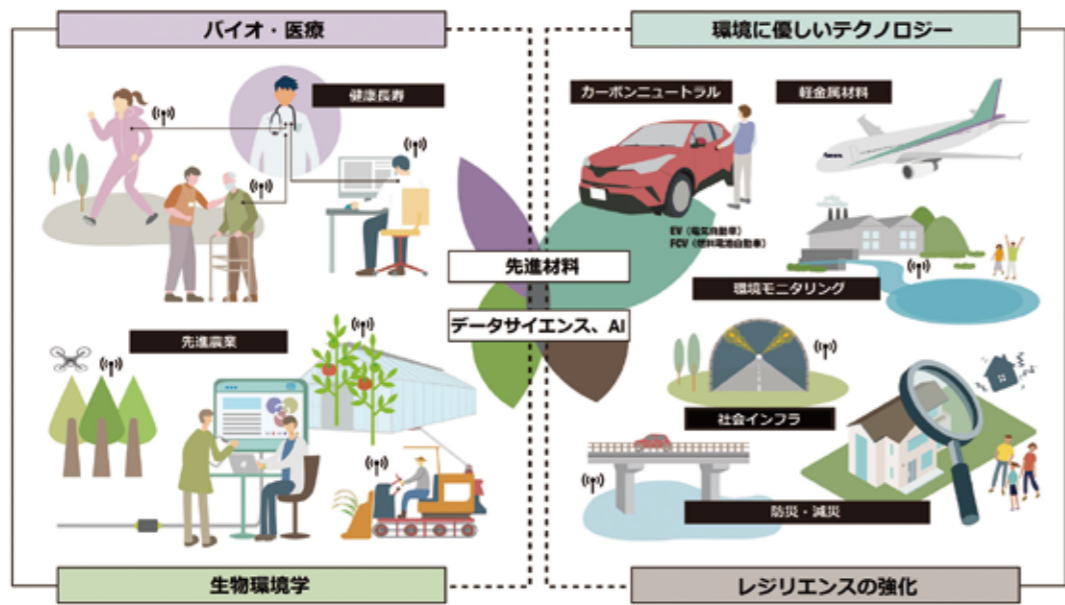 バイオ・医療
環境に優しいテクノロジー
健康長寿
カーボンニュートラル
軽金属材料
EV（電気自動車）
FCV（燃料電池自動車）
先進材料
環境モニタリング
データサイエンス、AI
先進農業
社会インフラ
防災・減災
生物環境学
レジリエンスの強化